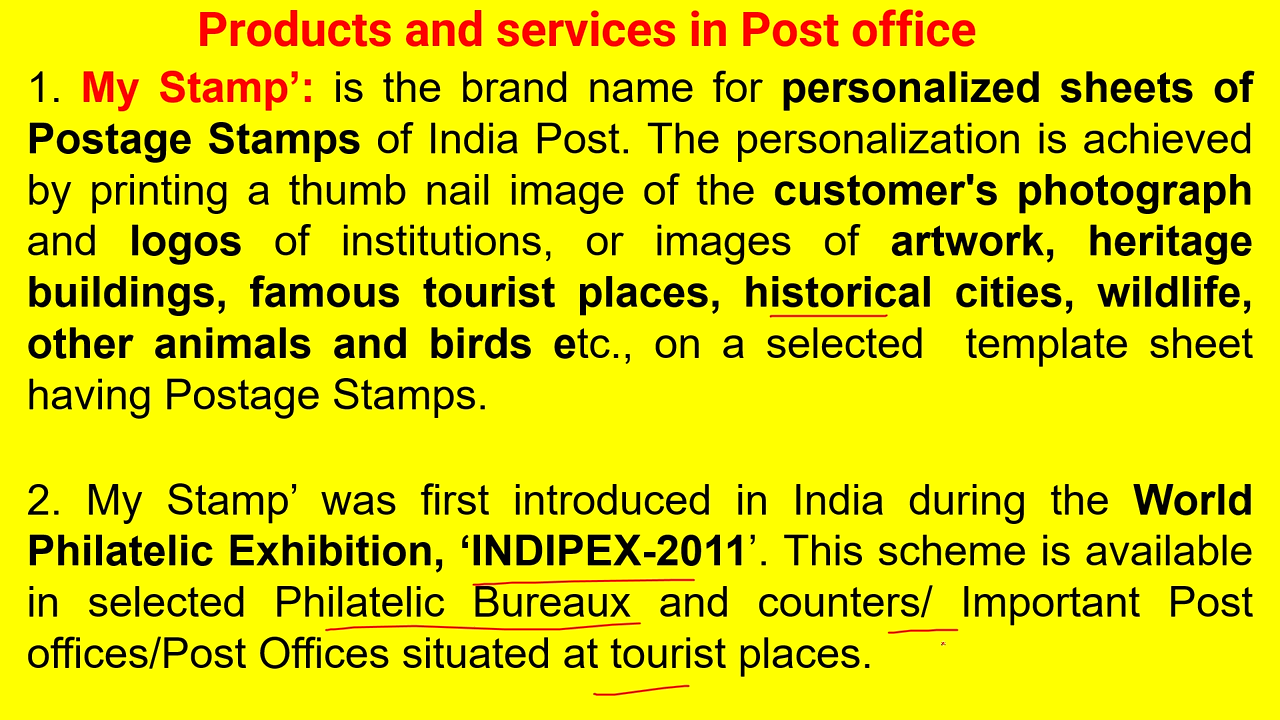 Products and services in Post office
1. My Stamp’: is the brand name for personalized sheets of
Postage Stamps of India Post. The personalization is achieved
by printing a thumb nail image of the customer's photograph
and logos of institutions, or images of artwork, heritage
buildings, famous tourist places, historical cities, wildlife,
other animals and birds etc., on a selected template sheet
having Postage Stamps.
2. My Stamp’ was first introduced in India during the World
Philatelic Exhibition, ‘INDIPEX-2011’. This scheme is available
in selected Philatelic Bureaux and counters/ Important Post
offices/Post Offices situated at tourist places.